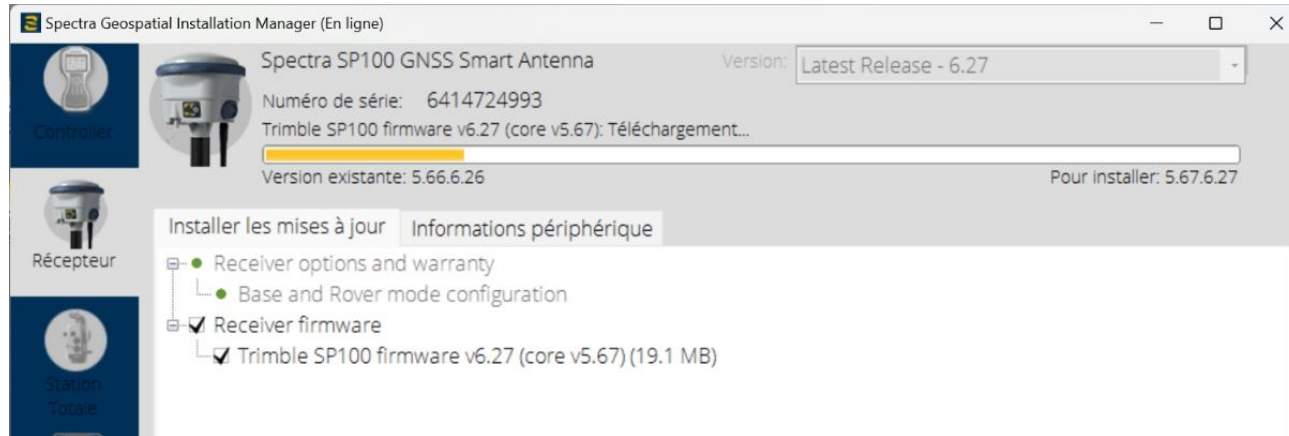 Spectra Geospatial Installation Manager (En ligne)
Controller
Spectra SP100 GNSS Smart Antenna
Version: Latest Release - 6.27
Numéro de série: 6414724993
Trimble SP100 firmware v6.27 (core v5.67): Téléchargement...
Version existante: 5.66.6.26
Pour installer: 5.67.6.27
Récepteur
Installer les mises à jour
Informations périphérique
Receiver options and warranty
Base and Rover mode configuration
Receiver firmware
Trimble SP100 firmware v6.27 (core v5.67) (19.1 MB)
Station
Totale